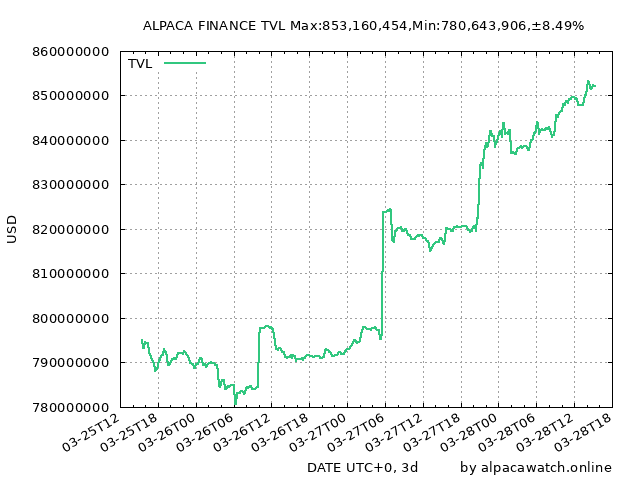 ALPACA FINANCE TVL Max:853,160,454,Min:780,643,906,±8.49%
TVL
860000000
850000000
840000000
830000000
820000000
810000000
800000000
790000000
780000000
USD
03-25T12
03-25T18
03-26T00
03-26T06
03-26T12
03-26T18
03-27T00
03-27T06
03-27T12
03-27T18
03-28T00
03-28T06
03-28T12
03-28T18
DATE UTC+0, 3d
by alpacawatch.online